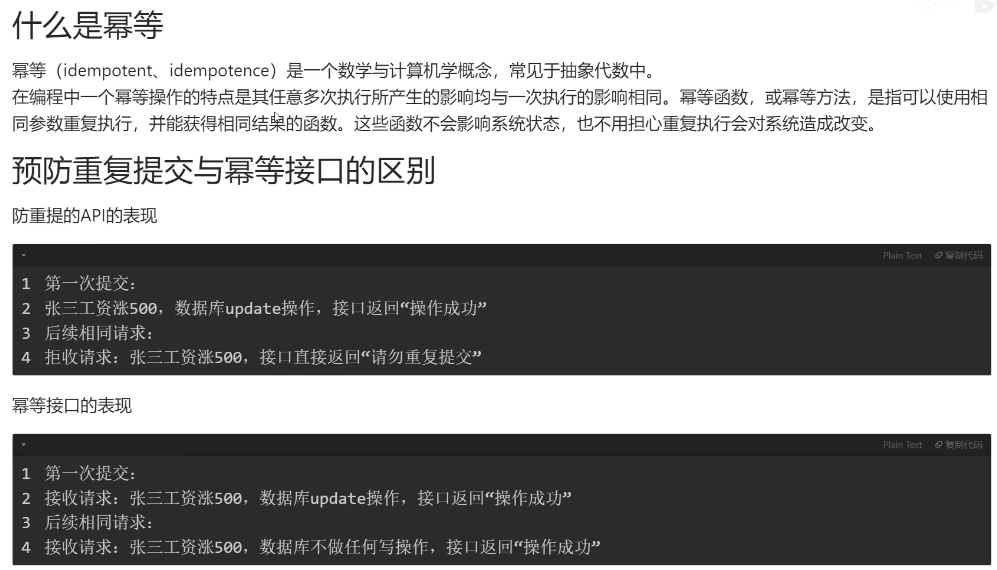 什么是幂等
幂等（idempotent、idempotence）是一个数学与计算机学概念，常见于抽象代数中。
在编程中一个幂等操作的特点是其任意多次执行所产生的影响均与一次执行的影响相同。幂等函数，或幂等方法，是指可以使用相
同参数重复执行，并能获得相同结果的函数。这些函数不会影响系统状态，也不用担心重复执行会对系统造成改变。
预防重复提交与幂等接口的区别
防重提的API的表现
Plain Text 复制代码
1 第一次提交：
2 张三工资涨500，数据库update操作，接口返回“操作成功”
3 后续相同请求：
4 拒收请求：张三工资涨500，接口直接返回“请勿重复提交”
幂等接口的表现
Plain Text 复制代码
1 第一次提交：
2 接收请求：张三工资涨500，数据库update操作，接口返回“操作成功”
3 后续相同请求：
4 接收请求：张三工资涨500，数据库不做任何写操作，接口返回“操作成功”